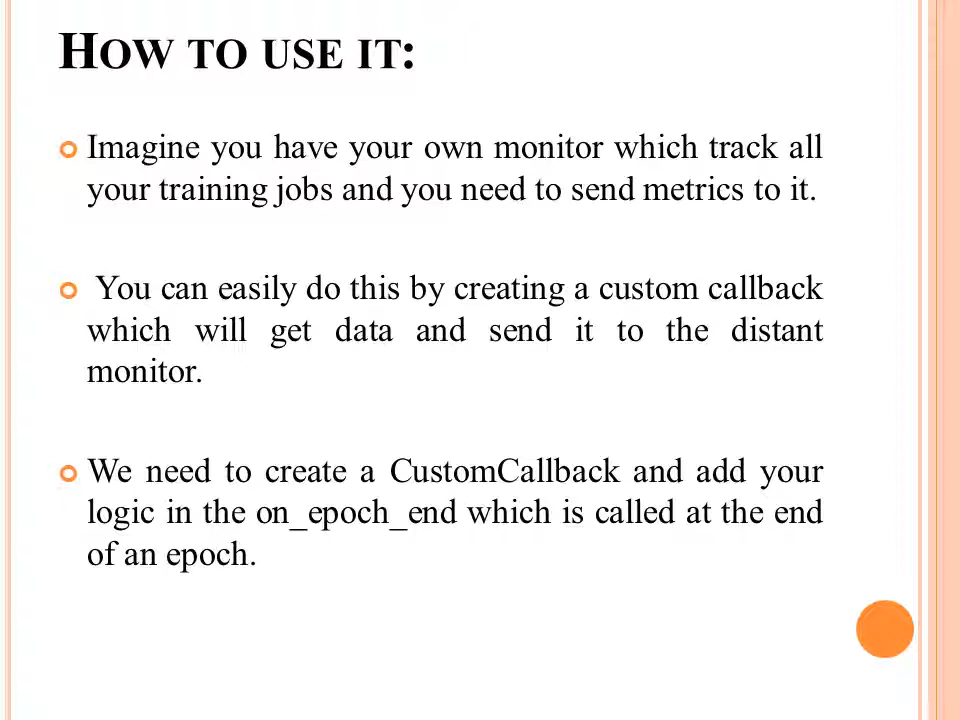 HOW TO USE IT:
Imagine you have your own monitor which track all
your training jobs and you need to send metrics to it.
You can easily do this by creating a custom callback
which will get data and send it to the distant
monitor.
We need to create a CustomCallback and add your
logic in the on_epoch_end which is called at the end
of an epoch.